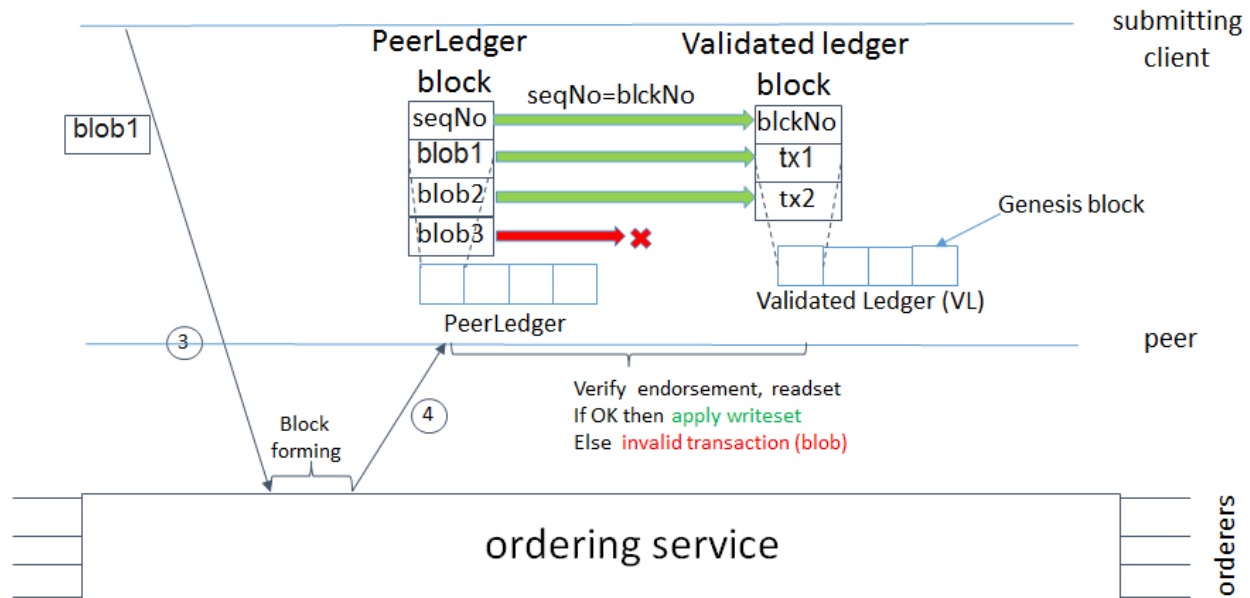 submitting
client
PeerLedger
Validated ledger
block
block
seqNo=blckNo
seqNo
blckNo
blob1
blob1
tx1
blob2
tx2
blob3
Genesis block
Validated Ledger (VL)
PeerLedger
3
peer
Verify endorsement, readset
If OK then apply writeset
Else invalid transaction (blob)
4
Block
forming
ordering service
orderers